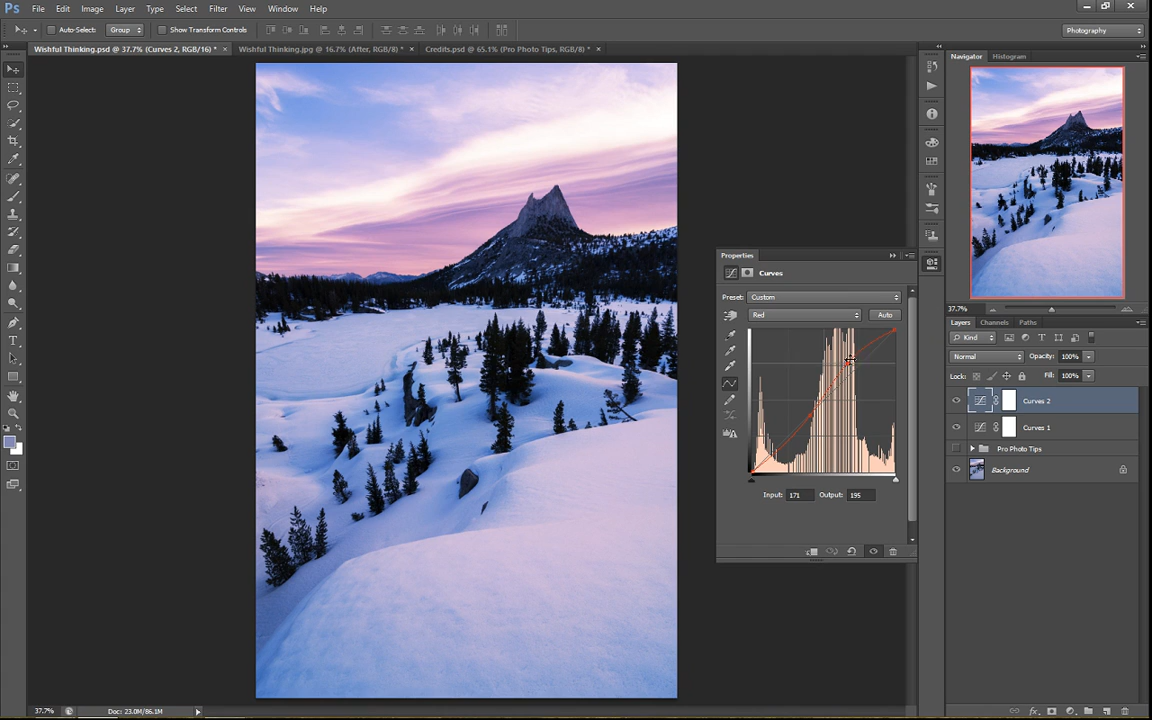 Ps File Edit Image Layer Type Select Filter View Window Help
Auto-Select: Group Show Transform Controls Photography
Wishful Thinking.psd @ 37.7% (Curves 2, RGB/16) * × Wishful Thinking.jpg @ 16.7% (After, RGB/8) * × Credits.psd @ 65.1% (Pro Photo Tips, RGB/8) * ×
Navigator Histogram
Properties
Curves
Preset: Custom
Red Auto
Input: 171 Output: 195
37.7%
Layers Channels Paths
Kind
Normal Opacity: 100%
Lock: Fill: 100%
Curves 2
Curves 1
Pro Photo Tips
Background
37.7% Doc: 23.0M/86.1M